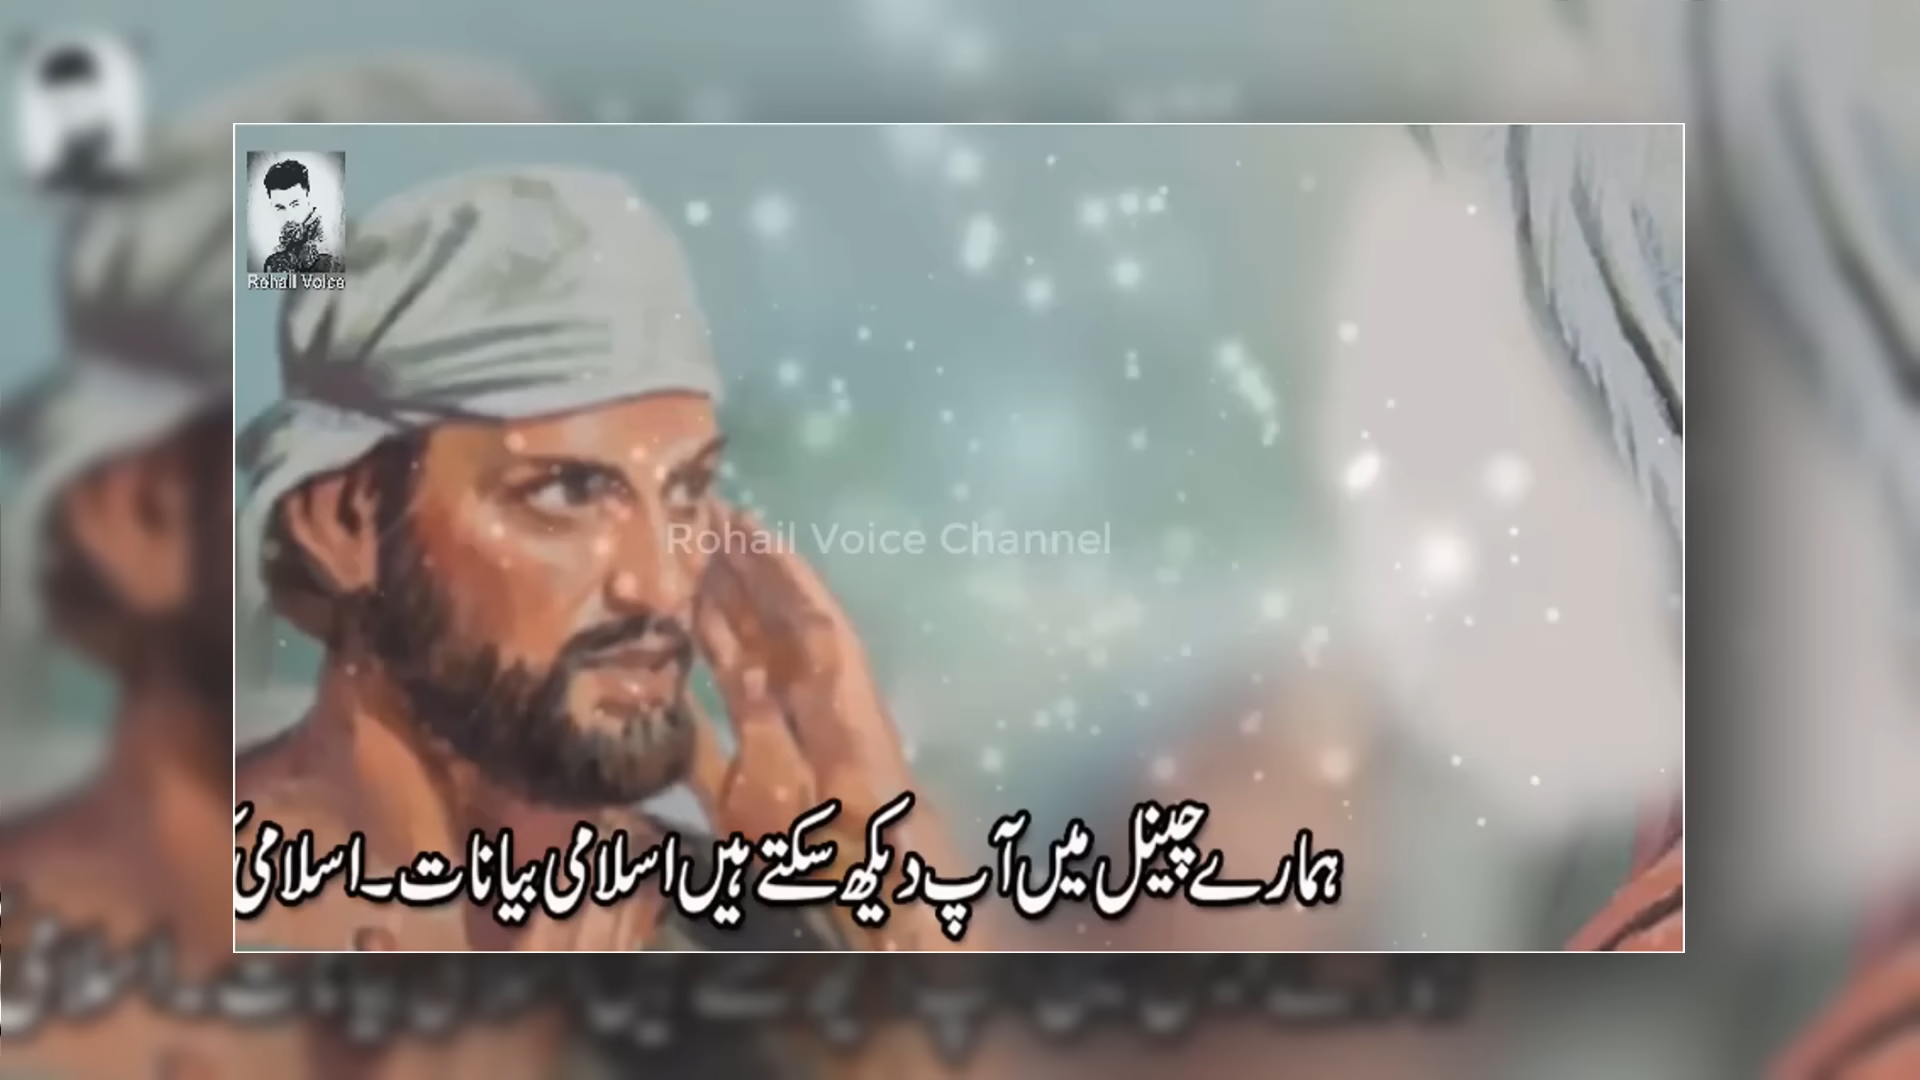 Rohail Voice
Rohail Voice Channel
ہمارے چینل میں آپ دیکھ سکتے ہیں اسلامی بیانات۔ اسلامی